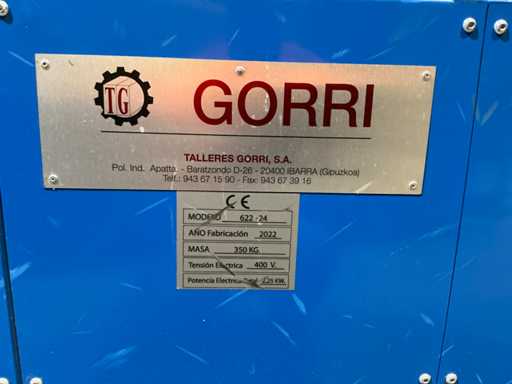 TG
GORRI
TALLERES GORRI, S.A.
Pol. Ind. Apatta. - Baratzondo D-26 - 20400 IBARRA (Gipuzkoa)
Telf.: 943 67 15 90 - Fax: 943 67 39 16
CE
MODELO 622-24
AÑO Fabricación 2022
MASA 350 KG.
Tensión Eléctrica 400 V.
Potencia Eléctrica KW.